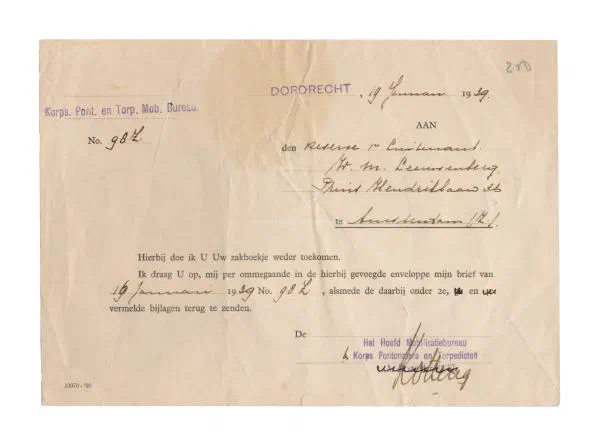 DORDRECHT, 19 Januari 1939.
Korps. Pont. en Torp. Mob. Bureau.
AAN
No. 98Z.
den Reserve 1e Luitenant.
W. M. Leeuwenberg.
Prins Hendriklaan 26
te Amsterdam (Z.).
Hierbij doe ik U Uw zakboekje weder toekomen.
Ik draag U op, mij per ommegaande in de hierbij gevoegde enveloppe mijn brief van
19 Januari 1939 No. 98Z, alsmede de daarbij onder 2e, en
vermelde bijlagen terug te zenden.
De
Het Hoofd Mobilisatiebureau
Korps Pontonniers en Torpedisten
10070 - '36